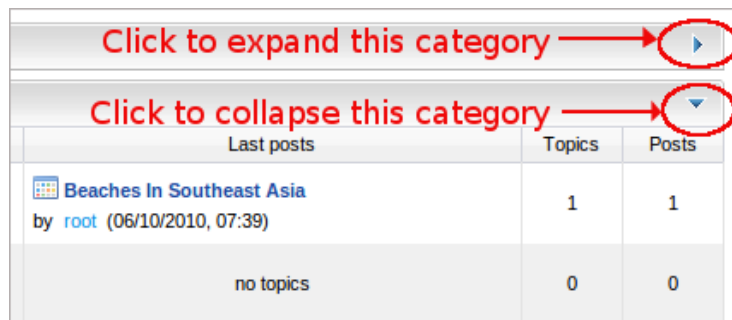 Click to expand this category
Click to collapse this category
Last posts Topics Posts
Beaches In Southeast Asia
by root (06/10/2010, 07:39) 1 1
no topics 0 0